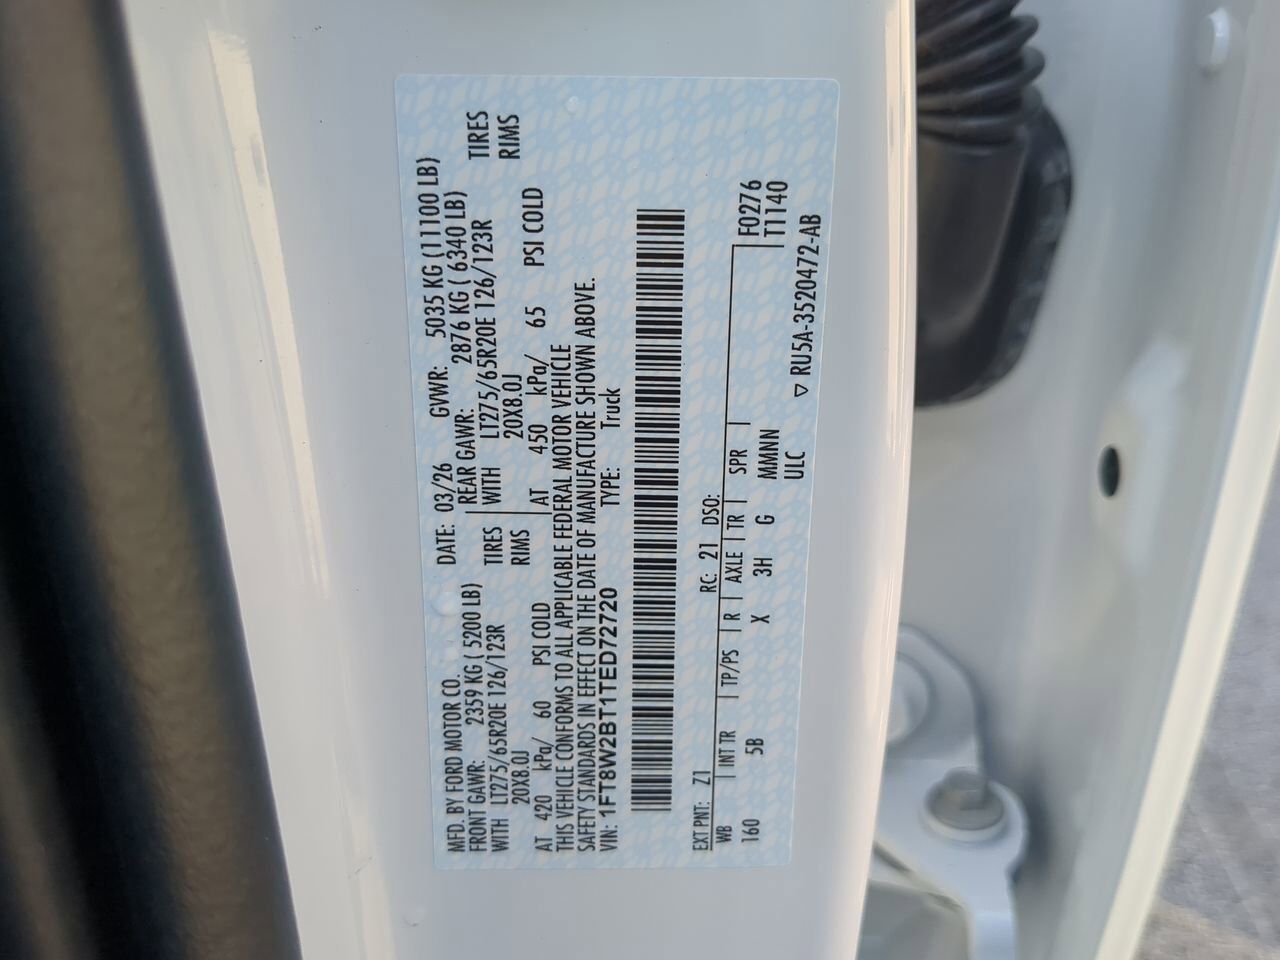 MFD. BY FORD MOTOR CO. DATE: 03/26 GVWR: 5035 KG (11100 LB)
FRONT GAWR: 2359 KG ( 5200 LB) REAR GAWR: 2876 KG ( 6340 LB)
WITH LT275/65R20E 126/123R TIRES WITH LT275/65R20E 126/123R TIRES
20X8.0J RIMS 20X8.0J RIMS
AT 420 kPa/ 60 PSI COLD AT 450 kPa/ 65 PSI COLD
THIS VEHICLE CONFORMS TO ALL APPLICABLE FEDERAL MOTOR VEHICLE
SAFETY STANDARDS IN EFFECT ON THE DATE OF MANUFACTURE SHOWN ABOVE.
VIN: 1FT8W2BT1TED72720 TYPE: Truck
EXT PNT: Z1 RC: 21 DSO: F0276
WB INT TR TP/PS R AXLE TR SPR T1140
160 5B X 3H G MMNNN
ULC ▽ RU5A-3520472-AB